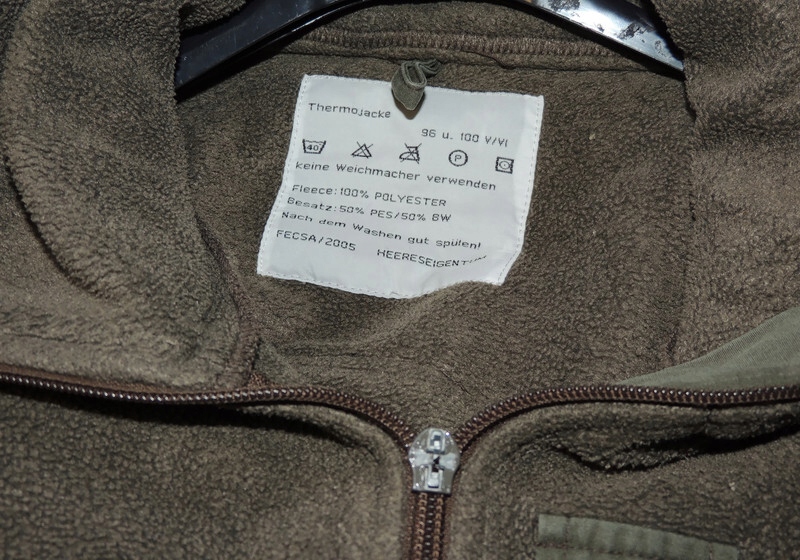 Thermojacke
96 u. 100 V/VI
40 P
keine Weichmacher verwenden
Fleece: 100% POLYESTER
Besatz: 50% PES/50% BW
Nach dem Washen gut spülen!
FECSA/2005 HEERESEIGENTUM